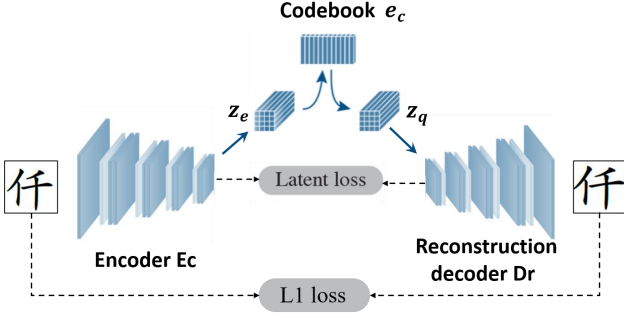 Codebook e_c
z_e
z_q
Latent loss
仟
仟
Encoder Ec
Reconstruction
decoder Dr
L1 loss